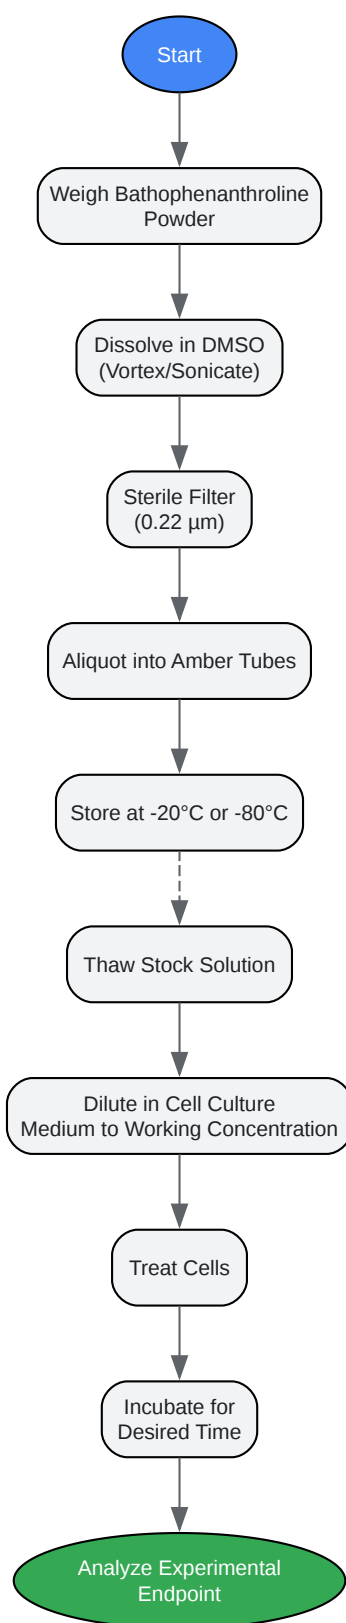 Start
Weigh Bathophenanthroline
Powder
Dissolve in DMSO
(Vortex/Sonicate)
Sterile Filter
(0.22 µm)
Aliquot into Amber Tubes
Store at -20°C or -80°C
Thaw Stock Solution
Dilute in Cell Culture
Medium to Working Concentration
Treat Cells
Incubate for
Desired Time
Analyze Experimental
Endpoint